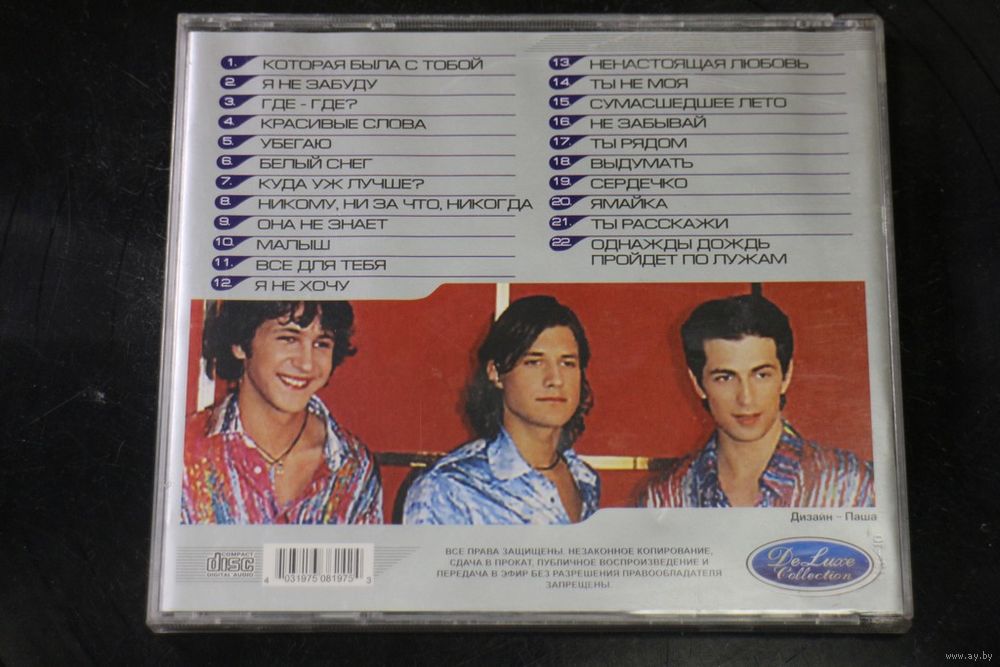 1. КОТОРАЯ БЫЛА С ТОБОЙ
2. Я НЕ ЗАБУДУ
3. ГДЕ - ГДЕ?
4. КРАСИВЫЕ СЛОВА
5. УБЕГАЮ
6. БЕЛЫЙ СНЕГ
7. КУДА УЖ ЛУЧШЕ?
8. НИКОМУ, НИ ЗА ЧТО, НИКОГДА
9. ОНА НЕ ЗНАЕТ
10. МАЛЫШ
11. ВСЕ ДЛЯ ТЕБЯ
12. Я НЕ ХОЧУ
13. НЕНАСТОЯЩАЯ ЛЮБОВЬ
14. ТЫ НЕ МОЯ
15. СУМАСШЕДШЕЕ ЛЕТО
16. НЕ ЗАБЫВАЙ
17. ТЫ РЯДОМ
18. ВЫДУМАТЬ
19. СЕРДЕЧКО
20. ЯМАЙКА
21. ТЫ РАССКАЖИ
22. ОДНАЖДЫ ДОЖДЬ
ПРОЙДЕТ ПО ЛУЖАМ
Дизайн - Паша
COMPACT
disc
DIGITAL AUDIO
4 031975 081975 3
ВСЕ ПРАВА ЗАЩИЩЕНЫ. НЕЗАКОННОЕ КОПИРОВАНИЕ,
СДАЧА В ПРОКАТ, ПУБЛИЧНОЕ ВОСПРОИЗВЕДЕНИЕ И
ПЕРЕДАЧА В ЭФИР БЕЗ РАЗРЕШЕНИЯ ПРАВООБЛАДАТЕЛЯ
ЗАПРЕЩЕНЫ.
De Luxe
Collection
www.ay.by